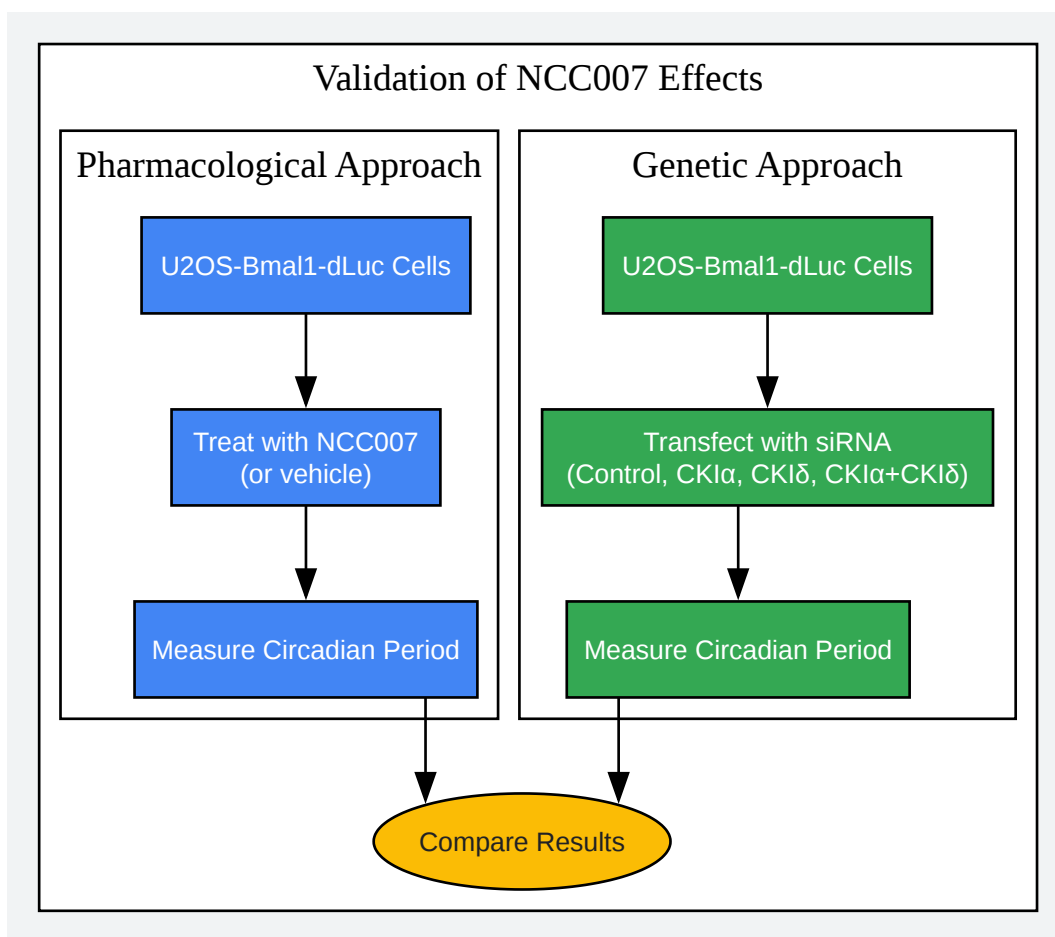 Validation of NCC007 Effects
Pharmacological Approach
U2OS-Bmal1-dLuc Cells
Treat with NCC007
(or vehicle)
Measure Circadian Period
Genetic Approach
U2OS-Bmal1-dLuc Cells
Transfect with siRNA
(Control, CKIα, CKIδ, CKIα+CKIδ)
Measure Circadian Period
Compare Results